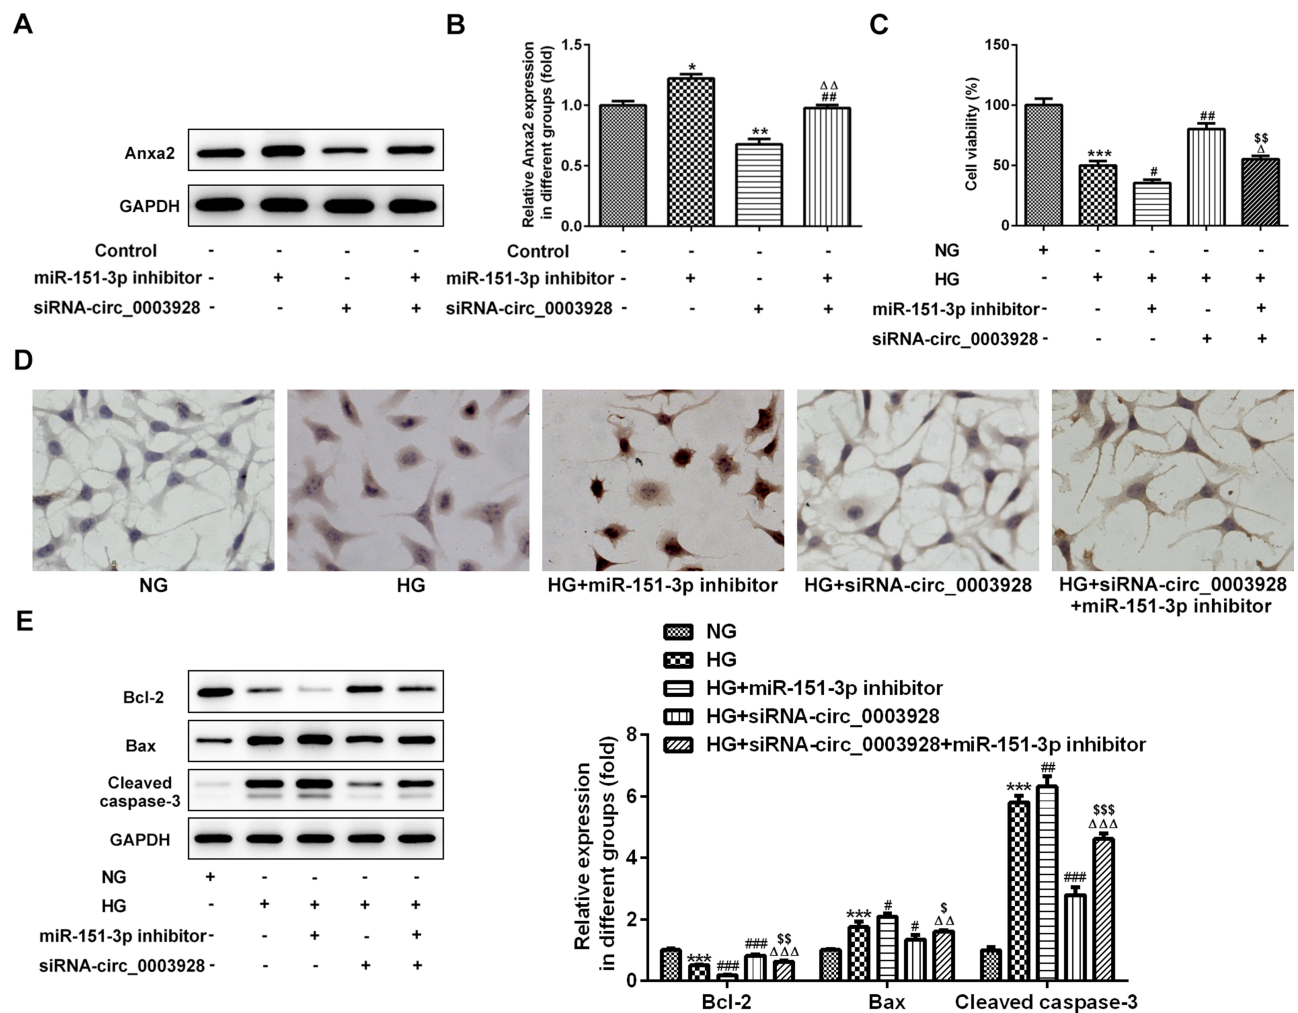 A
Anxa2
GAPDH
Control - - - -
miR-151-3p inhibitor - + - +
siRNA-circ_0003928 - - + +
B
Relative Anxa2 expression
in different groups (fold)
1.5
1.0
0.5
0.0
*
**
Δ Δ
##
Control - - - -
miR-151-3p inhibitor - + - +
siRNA-circ_0003928 - - + +
C
Cell viability (%)
150
100
50
0
***
#
##
$$
Δ
NG + - - - -
HG - + + + +
miR-151-3p inhibitor - - + - +
siRNA-circ_0003928 - - - + +
D
NG
HG
HG+miR-151-3p inhibitor
HG+siRNA-circ_0003928
HG+siRNA-circ_0003928
+miR-151-3p inhibitor
E
Bcl-2
Bax
Cleaved
caspase-3
GAPDH
NG + - - - -
HG - + + + +
miR-151-3p inhibitor - - + - +
siRNA-circ_0003928 - - - + +
NG
HG
HG+miR-151-3p inhibitor
HG+siRNA-circ_0003928
HG+siRNA-circ_0003928+miR-151-3p inhibitor
Relative expression
in different groups (fold)
8
6
4
2
0
***
###
###
$$
ΔΔΔ
***
#
#
$
ΔΔ
***
##
###
$$$
ΔΔΔ
Bcl-2
Bax
Cleaved caspase-3